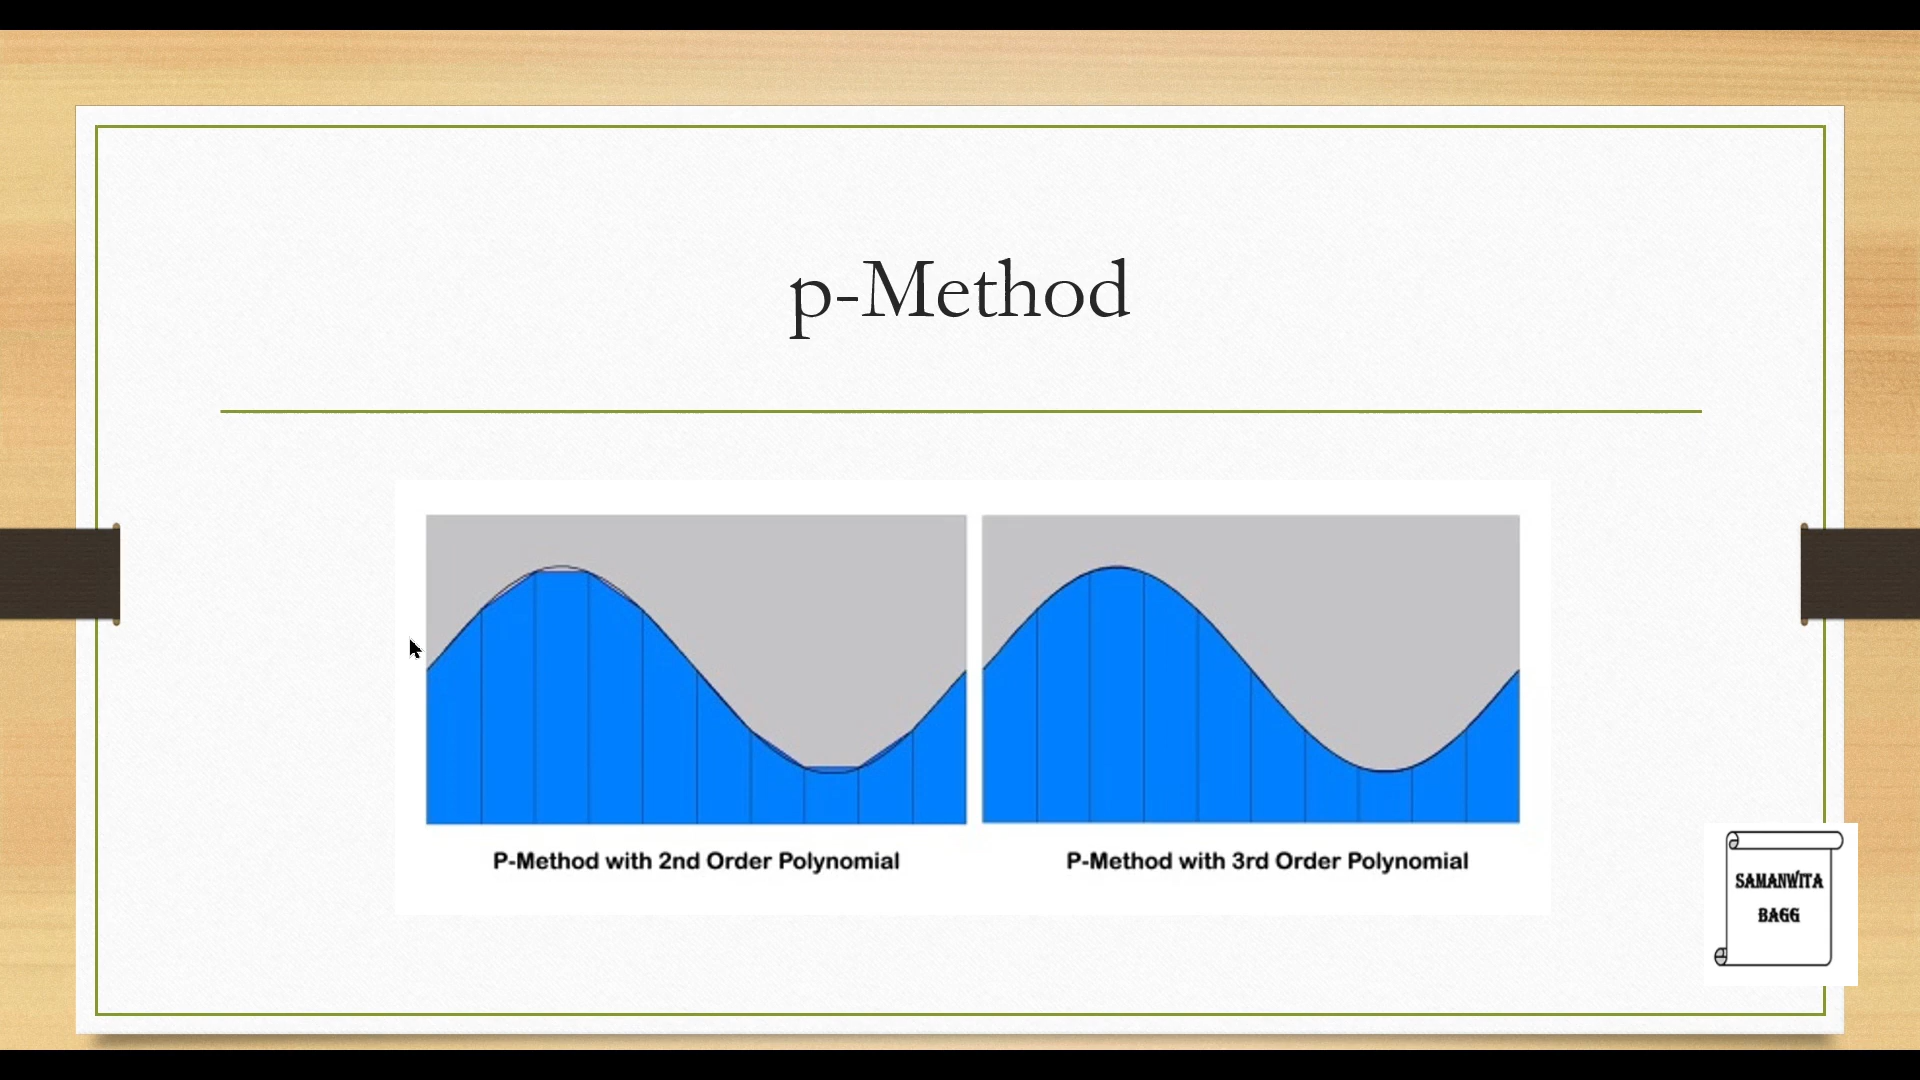 p-Method
P-Method with 2nd Order Polynomial
P-Method with 3rd Order Polynomial
SAMANWITA
BAGG